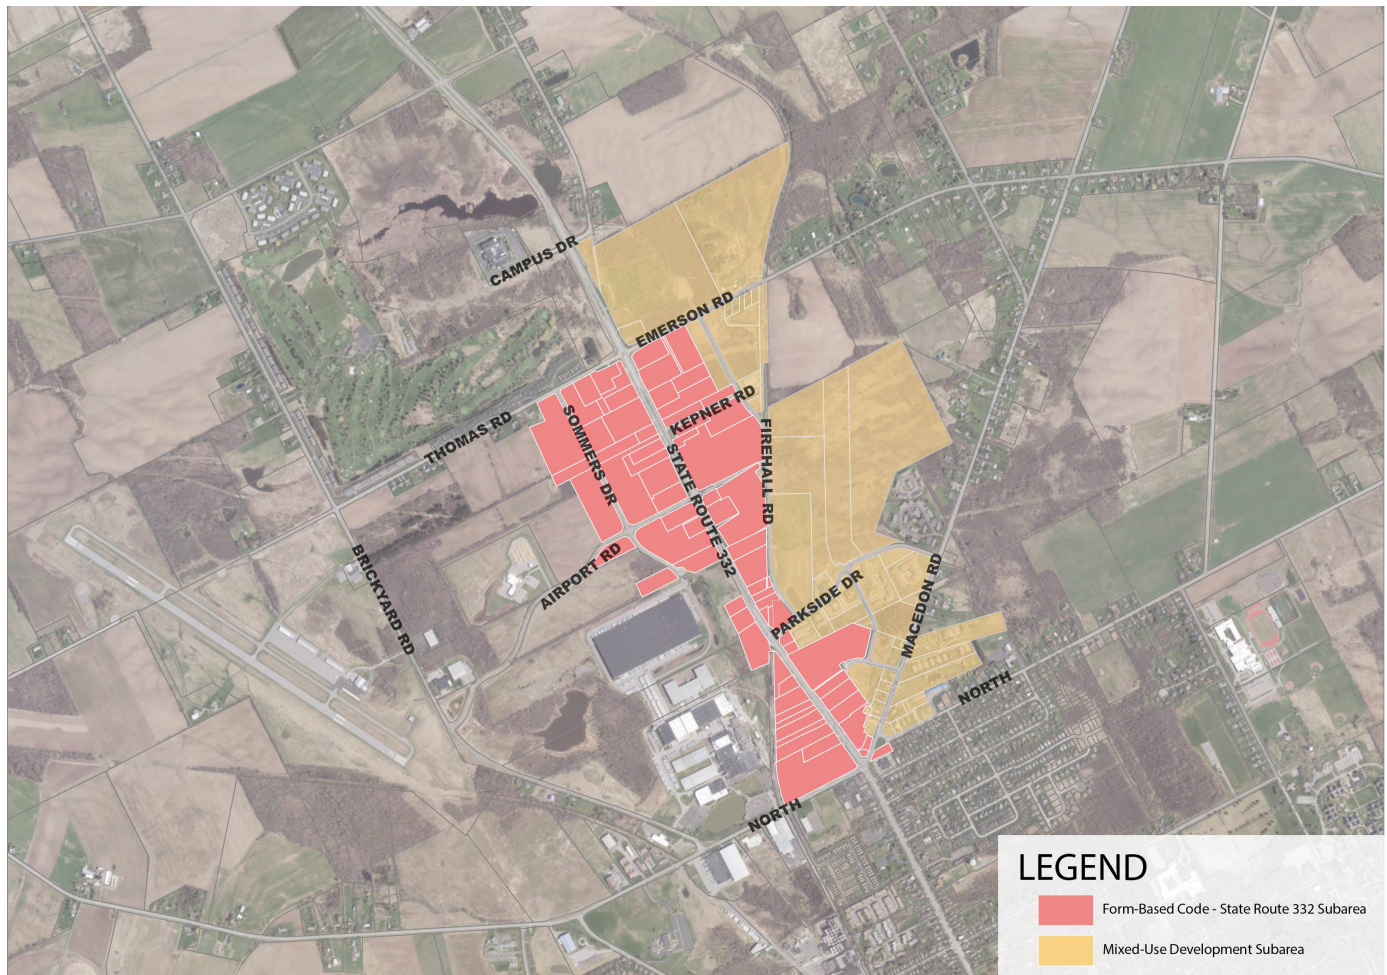 CAMPUS DR
EMERSON RD
KEPNER RD
THOMAS RD
SOMMERS DR
STATE ROUTE 332
FIREHALL RD
AIRPORT RD
BRICKYARD RD
PARKSIDE DR
MACEDON RD
NORTH
NORTH
LEGEND
Form-Based Code - State Route 332 Subarea
Mixed-Use Development Subarea